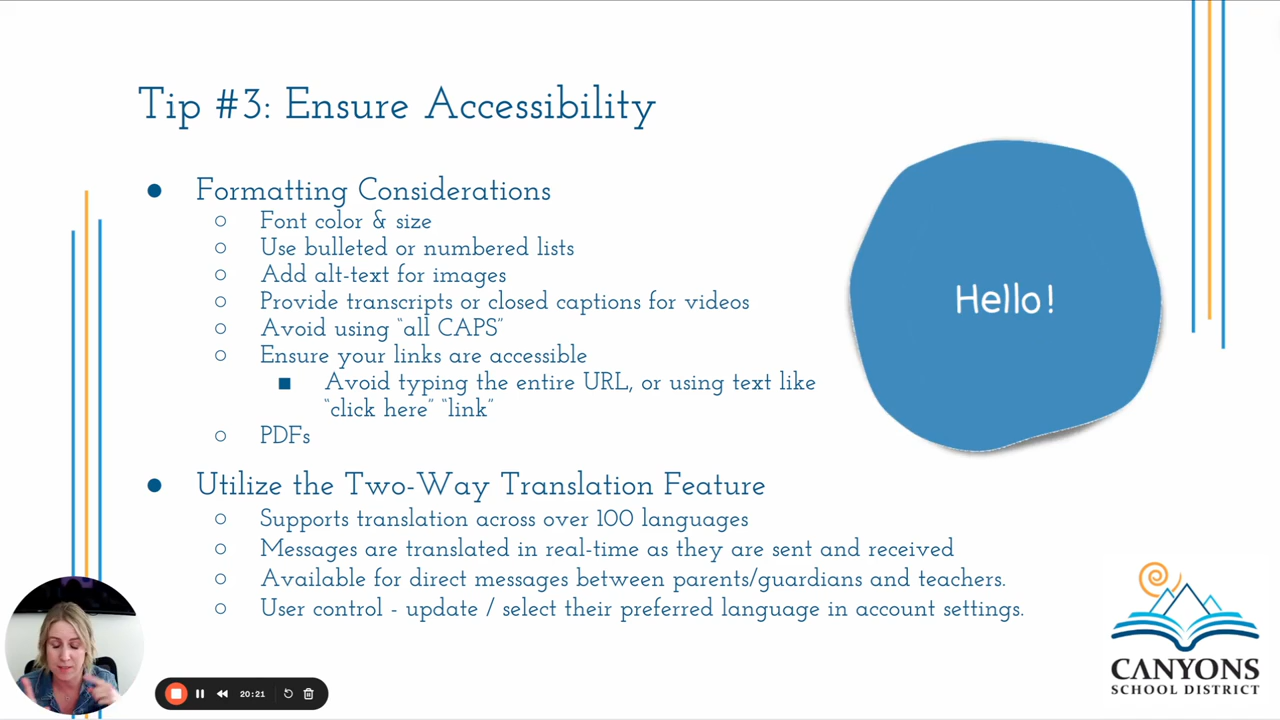 Tip #3: Ensure Accessibility
● Formatting Considerations
○ Font color & size
○ Use bulleted or numbered lists
○ Add alt-text for images
○ Provide transcripts or closed captions for videos
○ Avoid using “all CAPS”
○ Ensure your links are accessible
■ Avoid typing the entire URL, or using text like
“click here” “link”
○ PDFs
● Utilize the Two-Way Translation Feature
○ Supports translation across over 100 languages
○ Messages are translated in real-time as they are sent and received
○ Available for direct messages between parents/guardians and teachers.
○ User control - update / select their preferred language in account settings.
Hello!
20:21
CANYONS
SCHOOL DISTRICT